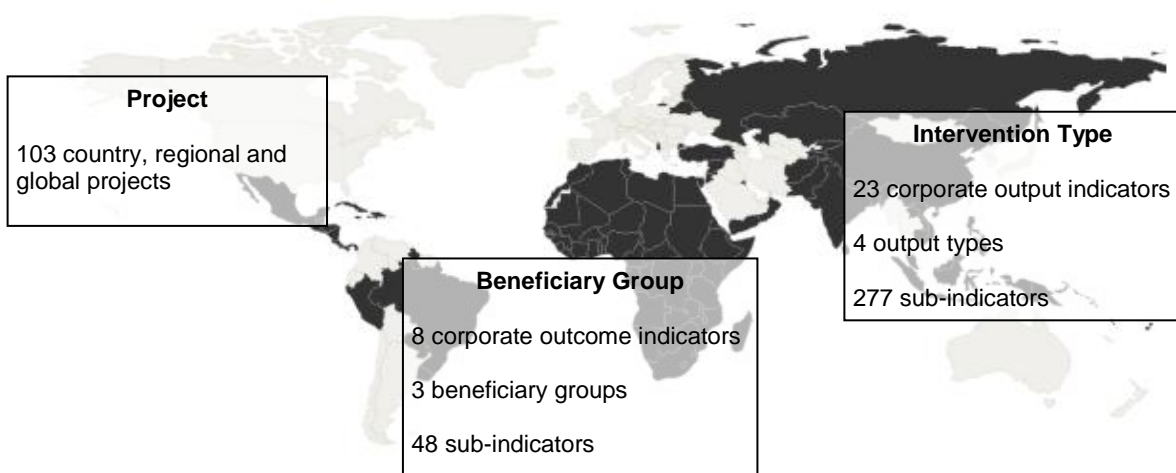 Project
103 country, regional and
global projects
Intervention Type
23 corporate output indicators
4 output types
277 sub-indicators
Beneficiary Group
8 corporate outcome indicators
3 beneficiary groups
48 sub-indicators